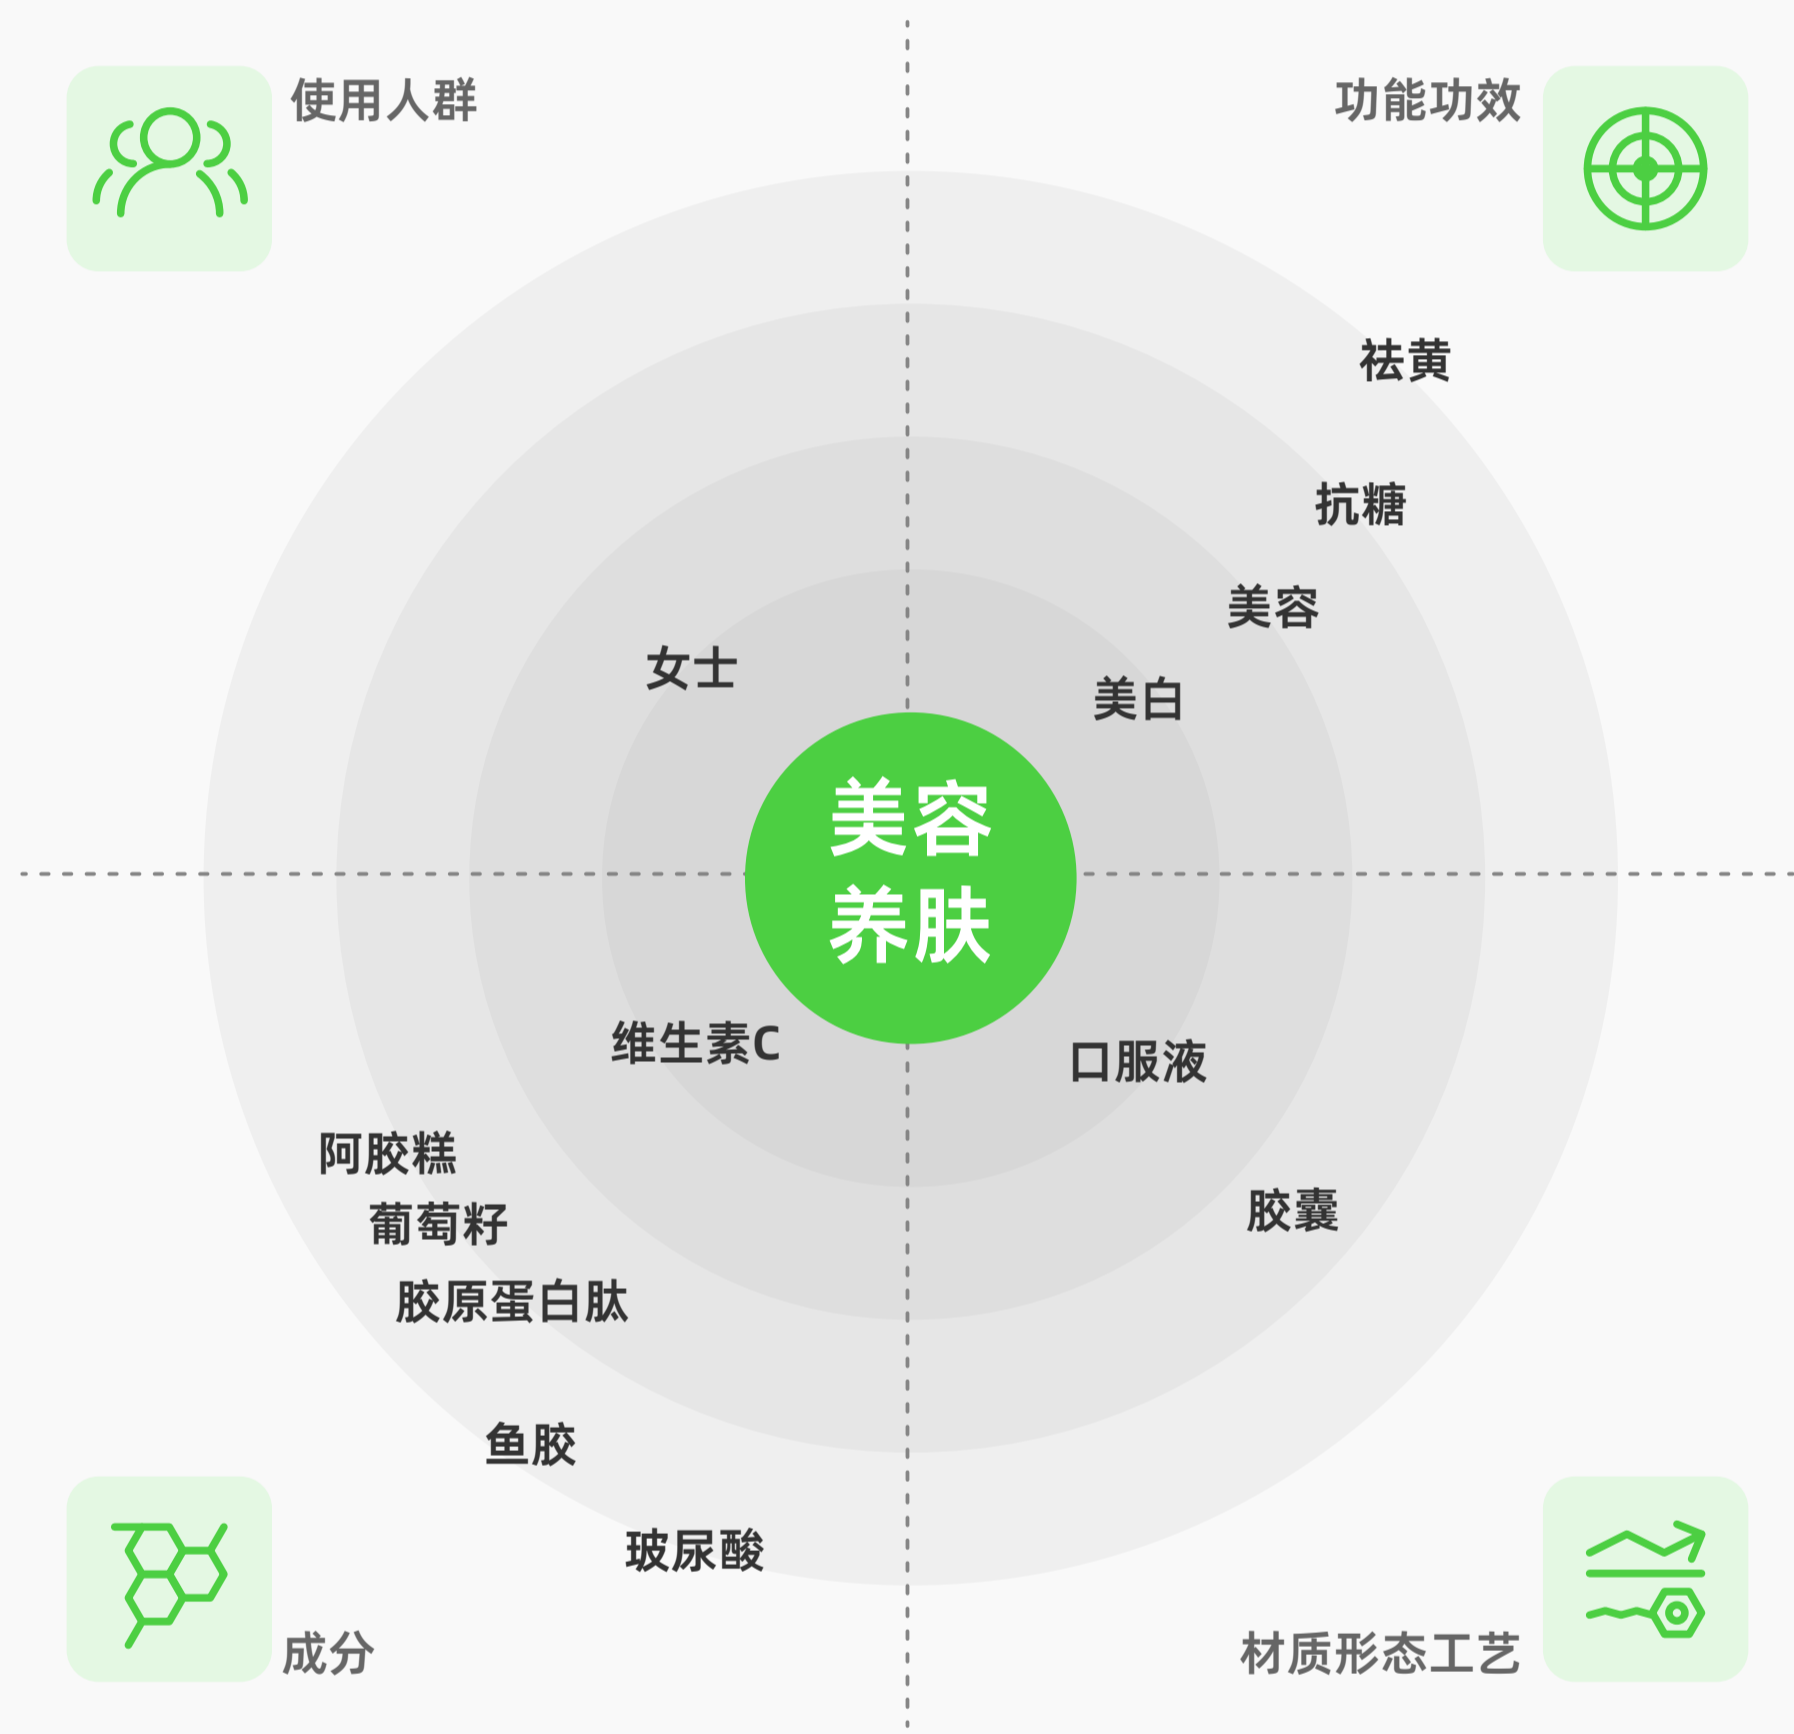 使用人群
功能功效
祛黄
抗糖
美容
女士
美白
美容
养肤
维生素C
口服液
阿胶糕
葡萄籽
胶囊
胶原蛋白肽
鱼胶
玻尿酸
成分
材质形态工艺